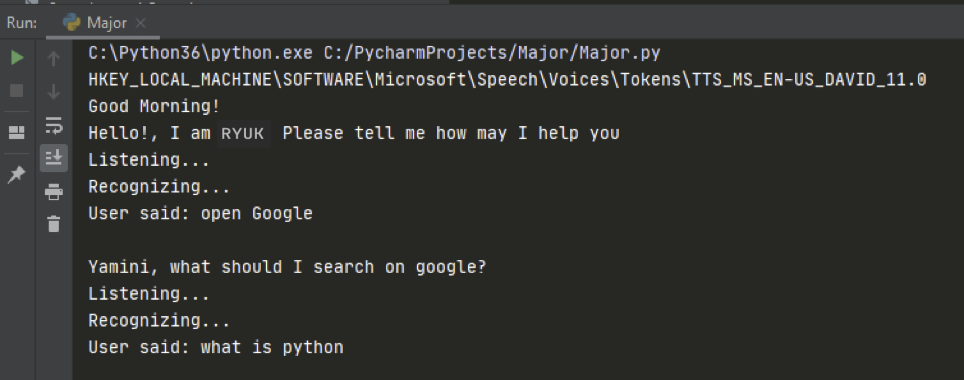 Run: Major
C:\Python36\python.exe C:/PycharmProjects/Major/Major.py
HKEY_LOCAL_MACHINE\SOFTWARE\Microsoft\Speech\Voices\Tokens\TTS_MS_EN-US_DAVID_11.0
Good Morning!
Hello!, I am RYUK Please tell me how may I help you
Listening...
Recognizing...
User said: open Google
Yamini, what should I search on google?
Listening...
Recognizing...
User said: what is python